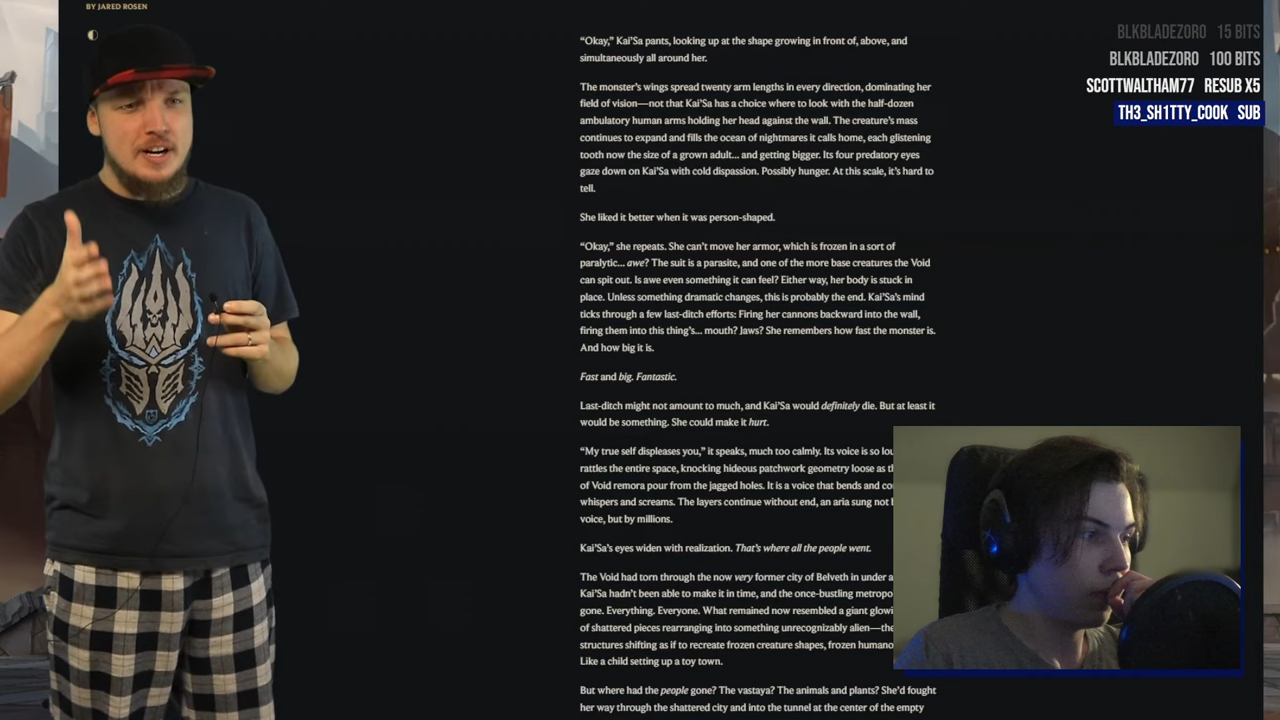 BY JARED ROSEN
BLKBLADEZORO 15 BITS
BLKBLADEZORO 100 BITS
SCOTTWALTHAM77 RESUB X5
TH3_SH1TTY_COOK SUB
“Okay,” Kai’Sa pants, looking up at the shape growing in front of, above, and
simultaneously all around her.
The monster’s wings spread twenty arm lengths in every direction, dominating her
field of vision—not that Kai’Sa has a choice where to look with the half-dozen
ambulatory human arms holding her head against the wall. The creature’s mass
continues to expand and fills the ocean of nightmares it calls home, each glistening
tooth now the size of a grown adult... and getting bigger. Its four predatory eyes
gaze down on Kai’Sa with cold dispassion. Possibly hunger. At this scale, it’s hard to
tell.
She liked it better when it was person-shaped.
“Okay,” she repeats. She can’t move her armor, which is frozen in a sort of
paralytic... awe? The suit is a parasite, and one of the more base creatures the Void
can spit out. Is awe even something it can feel? Either way, her body is stuck in
place. Unless something dramatic changes, this is probably the end. Kai’Sa’s mind
ticks through a few last-ditch efforts: Firing her cannons backward into the wall,
firing them into this thing’s... mouth? Jaws? She remembers how fast the monster is.
And how big it is.
Fast and big. Fantastic.
Last-ditch might not amount to much, and Kai’Sa would definitely die. But at least it
would be something. She could make it hurt.
“My true self displeases you,” it speaks, much too calmly. Its voice is so lou
rattles the entire space, knocking hideous patchwork geometry loose as t
of Void remora pour from the jagged holes. It is a voice that bends and co
whispers and screams. The layers continue without end, an aria sung not
voice, but by millions.
Kai’Sa’s eyes widen with realization. That’s where all the people went.
The Void had torn through the now very former city of Belveth in under a
Kai’Sa hadn’t been able to make it in time, and the once-bustling metropo
gone. Everything. Everyone. What remained now resembled a giant glowi
of shattered pieces rearranging into something unrecognizably alien—the
structures shifting as if to recreate frozen creature shapes, frozen humano
Like a child setting up a toy town.
But where had the people gone? The vastaya? The animals and plants? She’d fought
her way through the shattered city and into the tunnel at the center of the empty